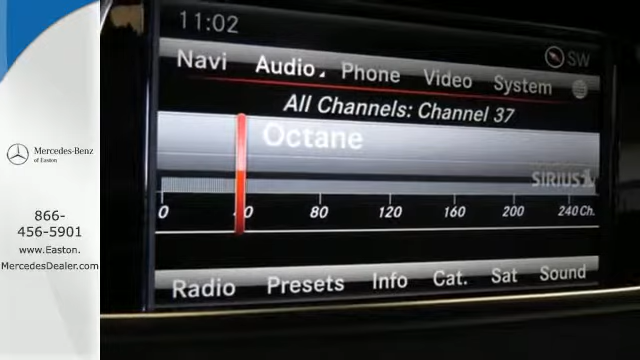 Mercedes-Benz
of Easton
866-
456-5901
www.Easton.
MercedesDealer.com
11:02
SW
Navi Audio Phone Video System
All Channels: Channel 37
Octane
SIRIUS
0 40 80 120 160 200 240 Ch.
Radio Presets Info Cat. Sat Sound